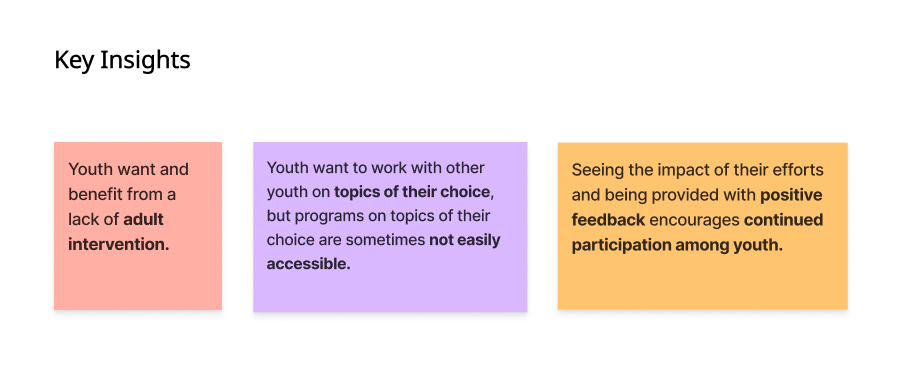 Key Insights
Youth want and
benefit from a
lack of adult
intervention.
Youth want to work with other
youth on topics of their choice,
but programs on topics of their
choice are sometimes not easily
accessible.
Seeing the impact of their efforts
and being provided with positive
feedback encourages continued
participation among youth.